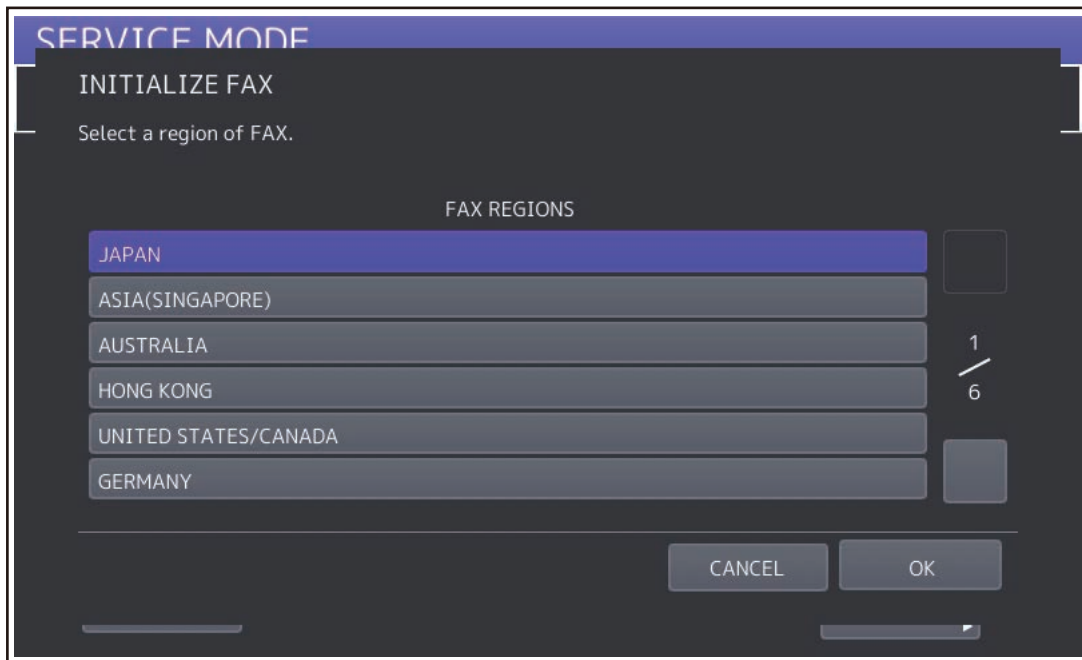 SERVICE MODE
INITIALIZE FAX
Select a region of FAX.
FAX REGIONS
JAPAN
ASIA(SINGAPORE)
AUSTRALIA
HONG KONG
UNITED STATES/CANADA
GERMANY
1
6
CANCEL
OK